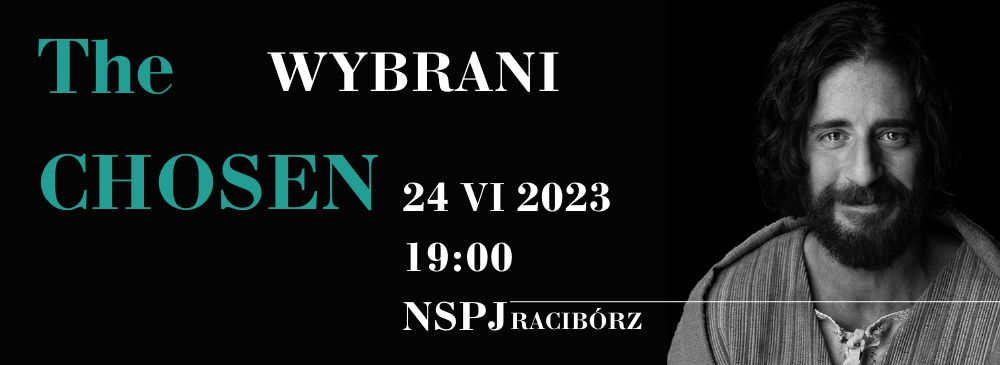 The
WYBRANI
CHOSEN
24 VI 2023
19:00
NSPJ RACIBÓRZ